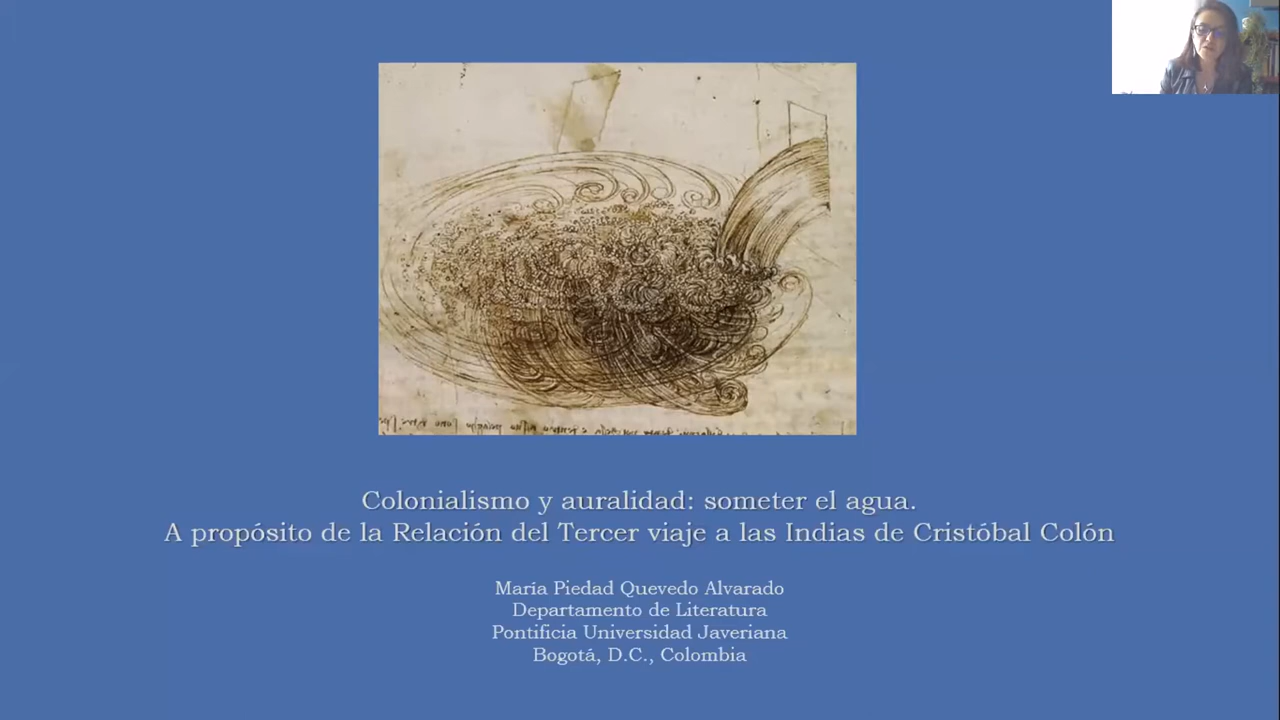 Colonialismo y auralidad: someter el agua.
A propósito de la Relación del Tercer viaje a las Indias de Cristóbal Colón
María Piedad Quevedo Alvarado
Departamento de Literatura
Pontificia Universidad Javeriana
Bogotá, D.C., Colombia